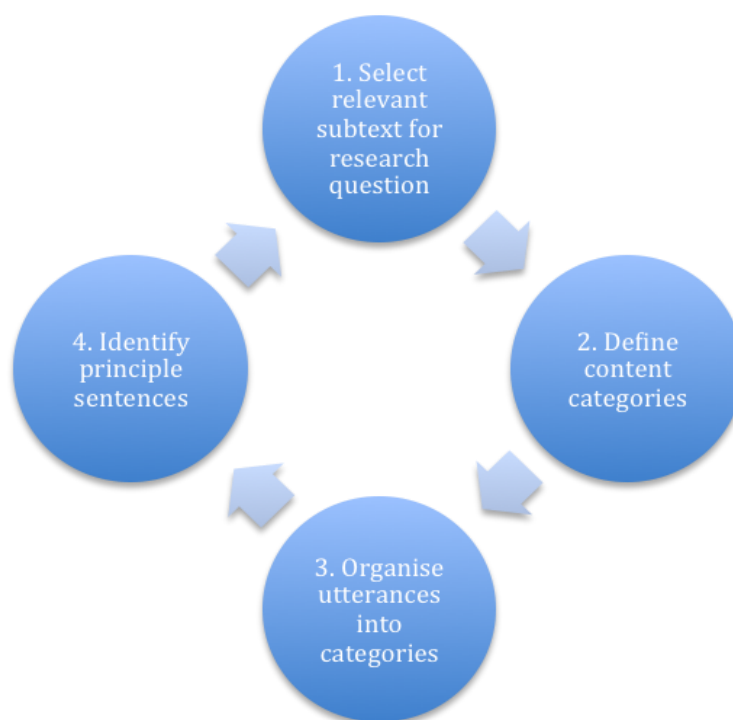 1. Select
relevant
subtext for
research
question
2. Define
content
categories
3. Organise
utterances
into
categories
4. Identify
principle
sentences